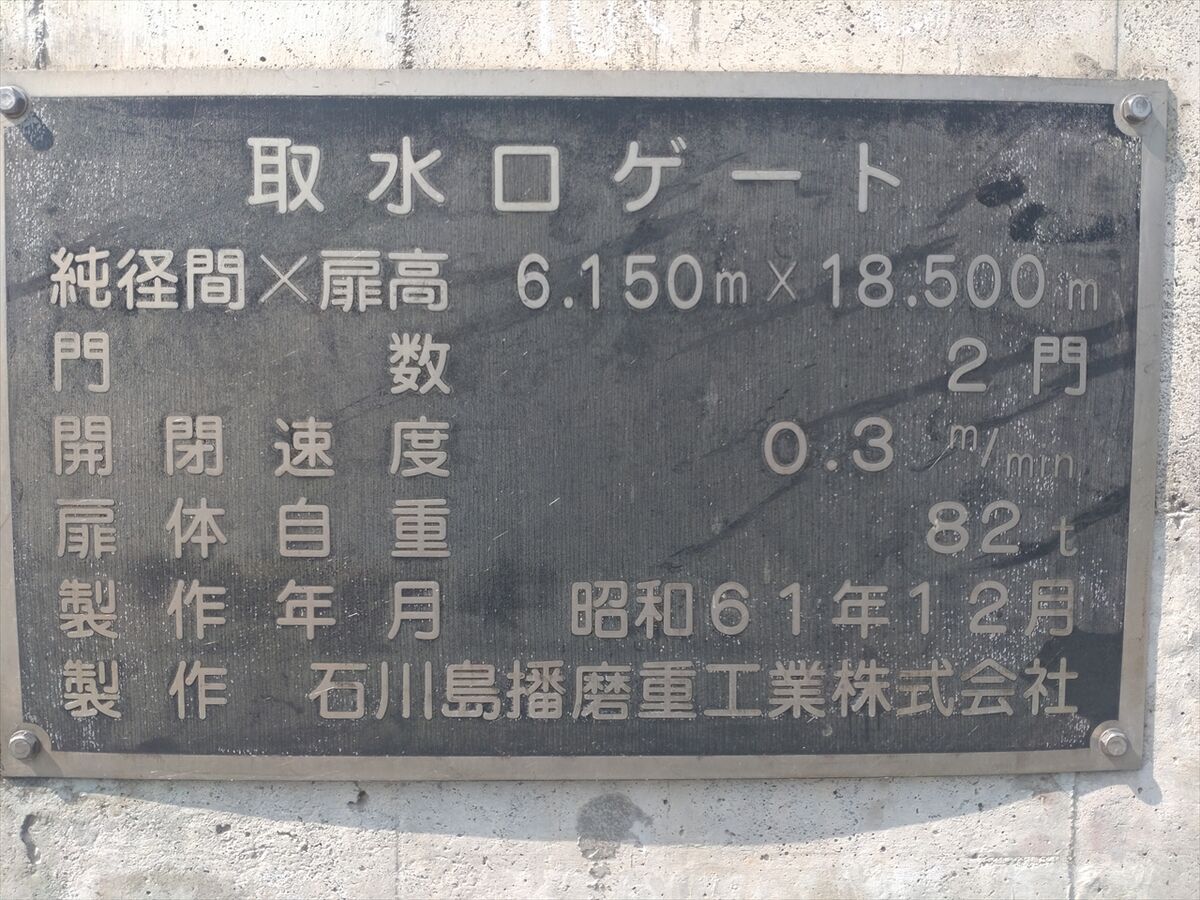 取水口ゲート
純径間×扉高 6.150m×18.500m
門数 2門
開閉速度 0.3 m/min
扉体自重 82t
製作年月 昭和61年12月
製作 石川島播磨重工業株式会社